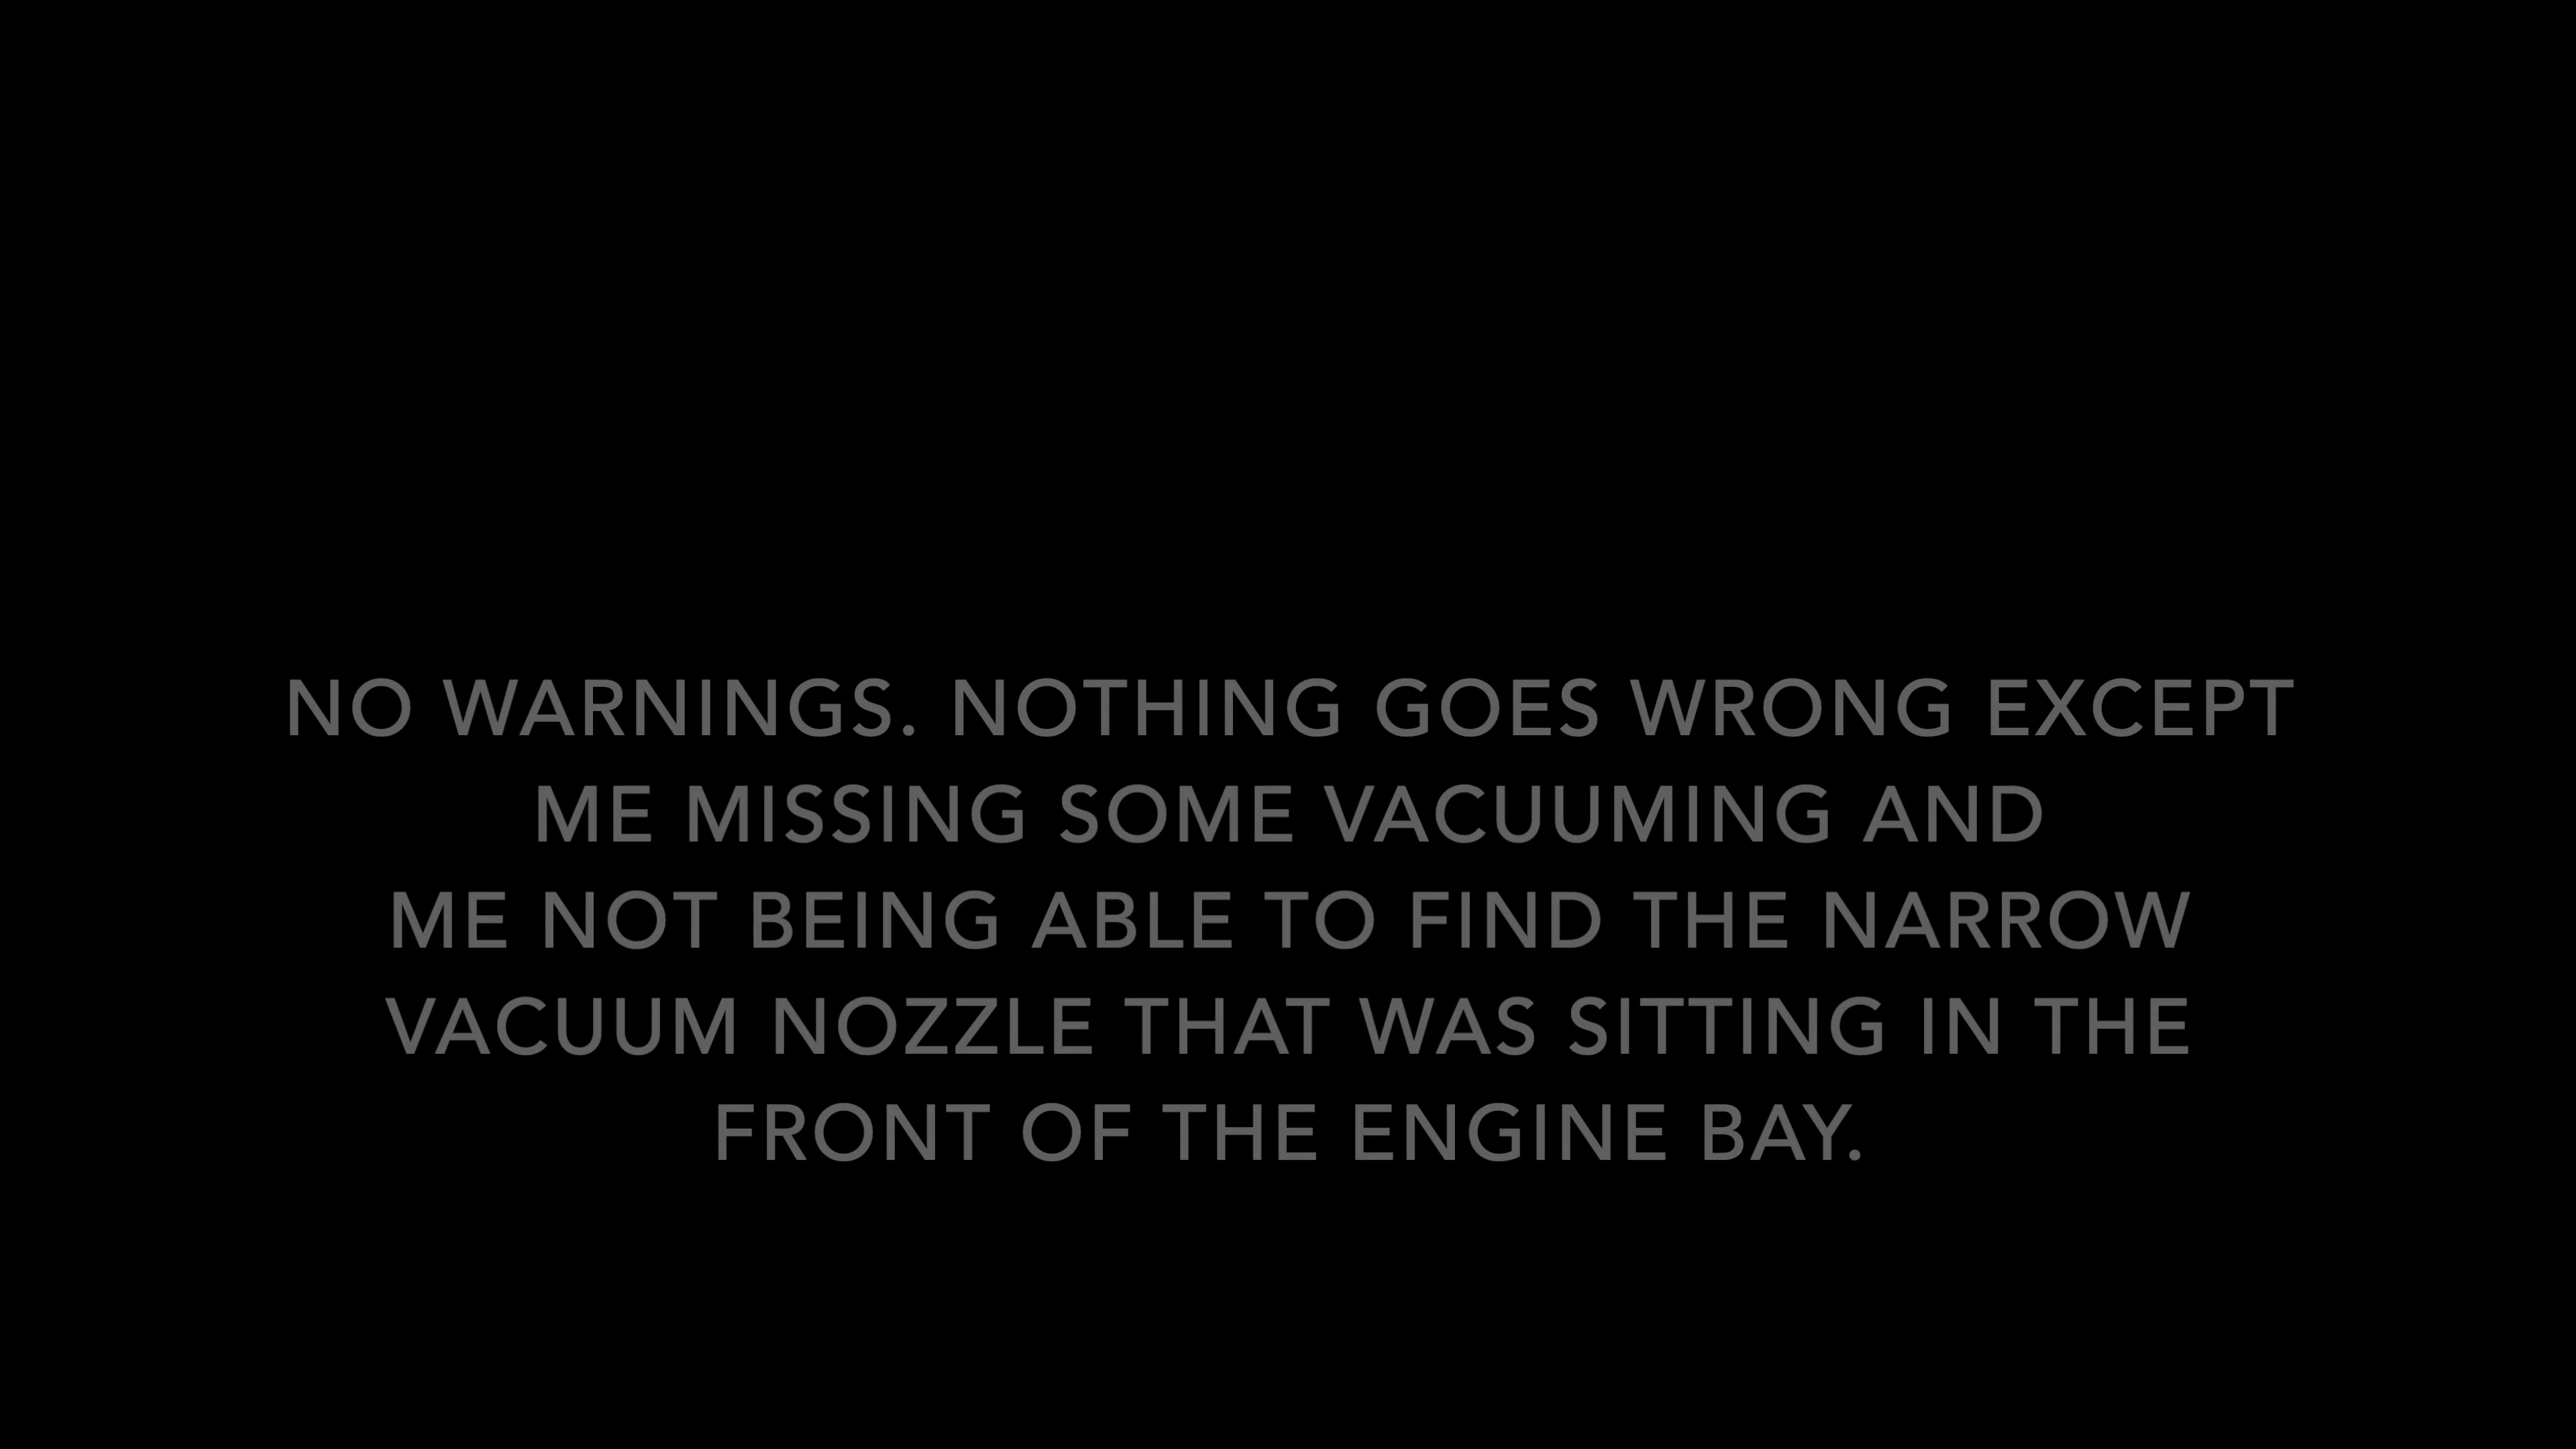 NO WARNINGS. NOTHING GOES WRONG EXCEPT
ME MISSING SOME VACUUMING AND
ME NOT BEING ABLE TO FIND THE NARROW
VACUUM NOZZLE THAT WAS SITTING IN THE
FRONT OF THE ENGINE BAY.